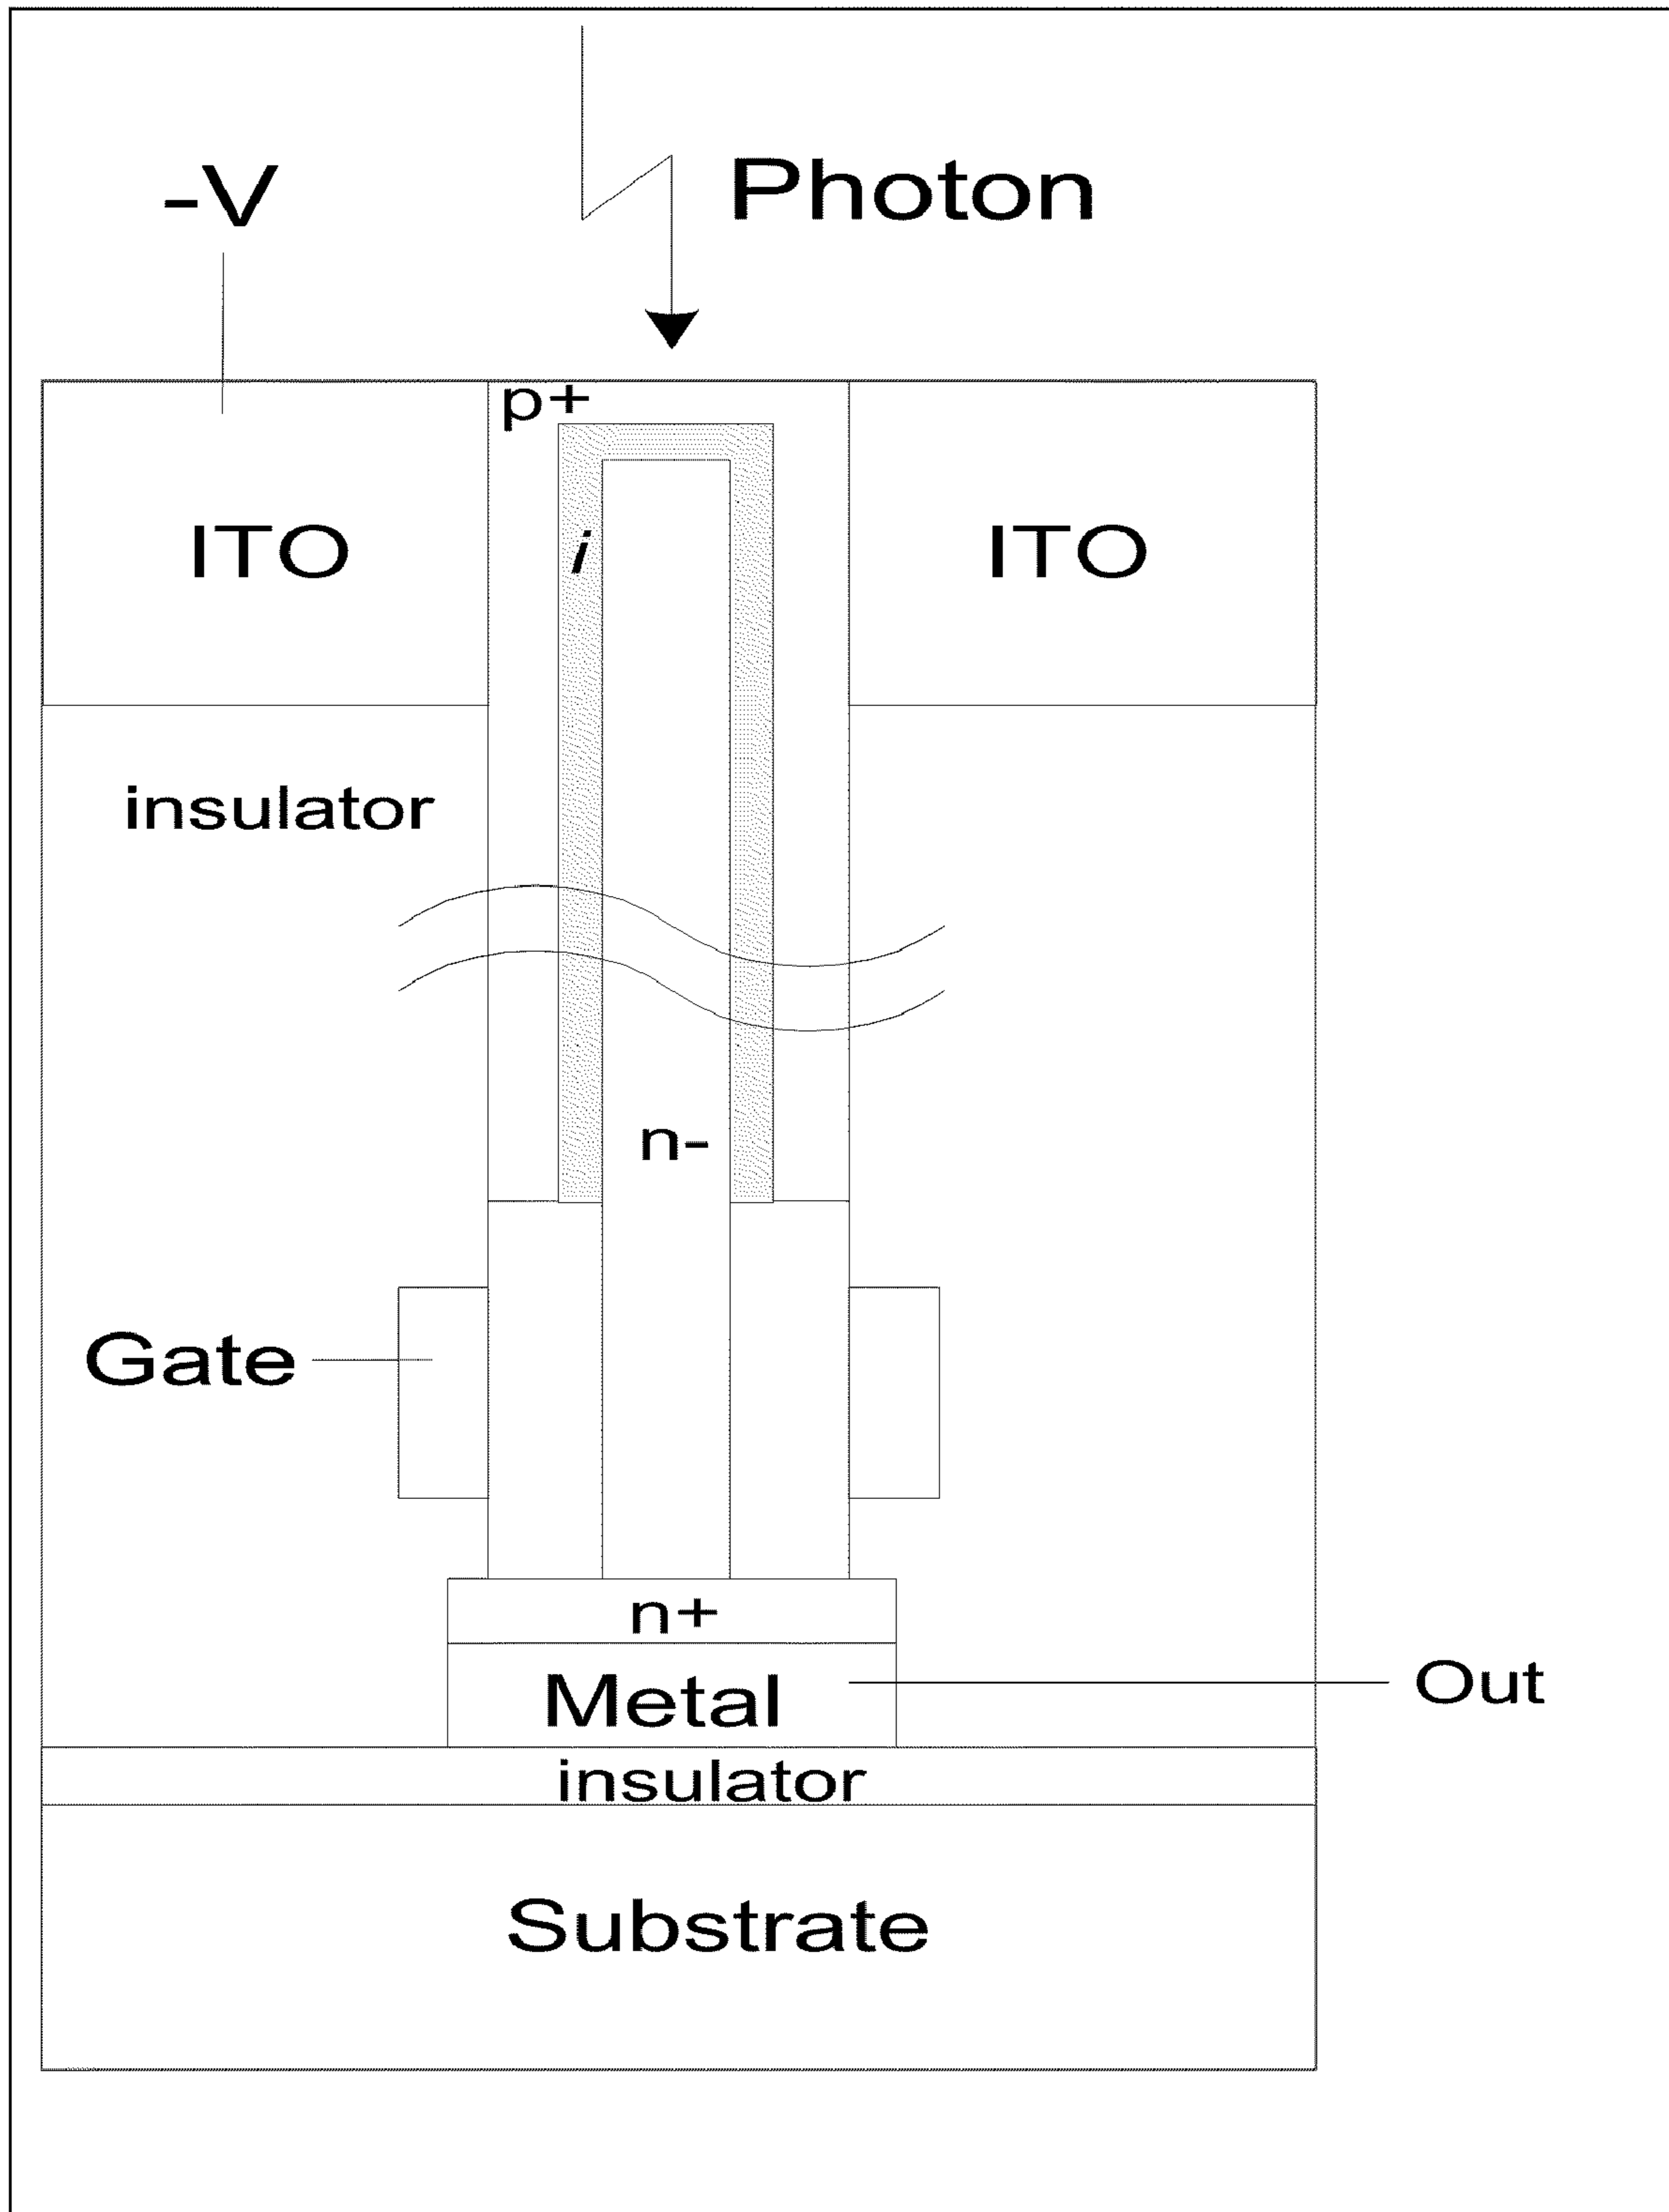 -V
Photon
p+
ITO
i
ITO
insulator
n-
Gate
n+
Metal
Out
insulator
Substrate